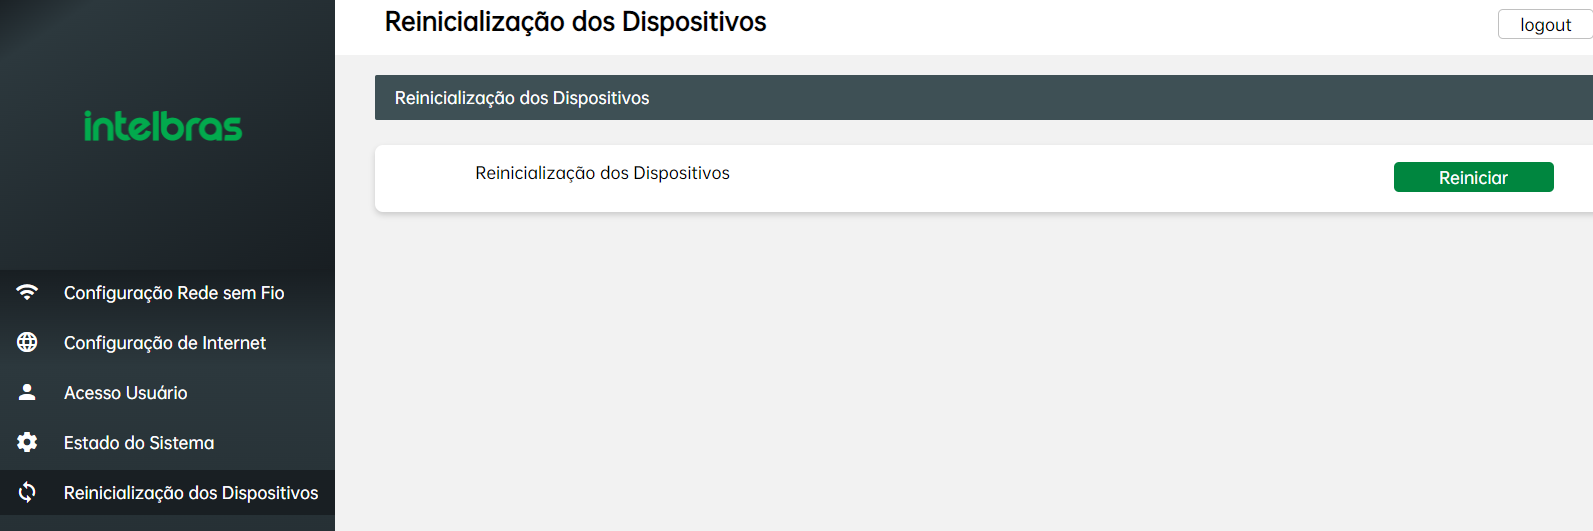 Reinicialização dos Dispositivos
logout
Reinicialização dos Dispositivos
intelbras
Reinicialização dos Dispositivos
Reiniciar
Configuração Rede sem Fio
Configuração de Internet
Acesso Usuário
Estado do Sistema
Reinicialização dos Dispositivos